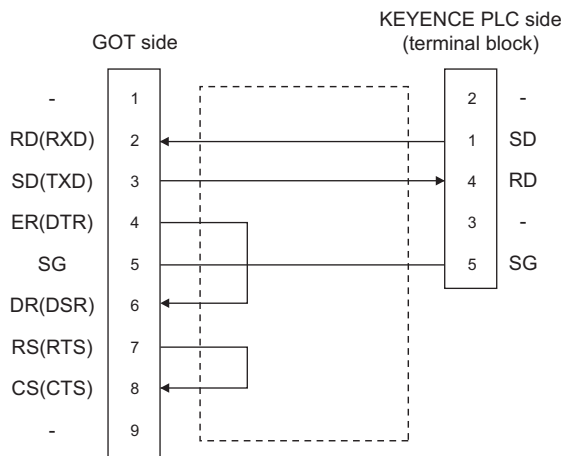 GOT side
KEYENCE PLC side
(terminal block)
- 1 2 -
RD(RXD) 2 1 SD
SD(TXD) 3 4 RD
ER(DTR) 4 3 -
SG 5 5 SG
DR(DSR) 6
RS(RTS) 7
CS(CTS) 8
- 9